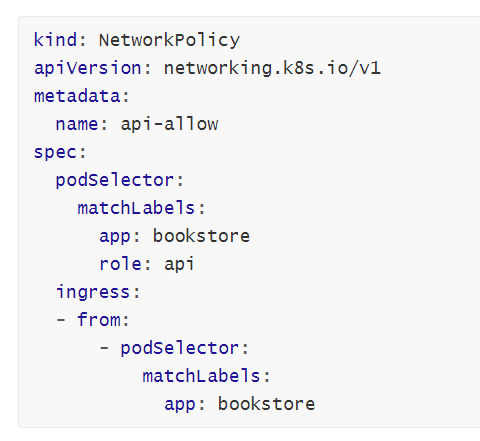 kind: NetworkPolicy
apiVersion: networking.k8s.io/v1
metadata:
  name: api-allow
spec:
  podSelector:
    matchLabels:
      app: bookstore
      role: api
  ingress:
  - from:
      - podSelector:
          matchLabels:
            app: bookstore